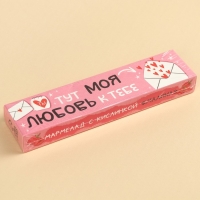 ТУТ МОЯ
ЛЮБОВЬ К ТЕБЕ
МАРМЕЛАД С КИСЛИНКОЙ